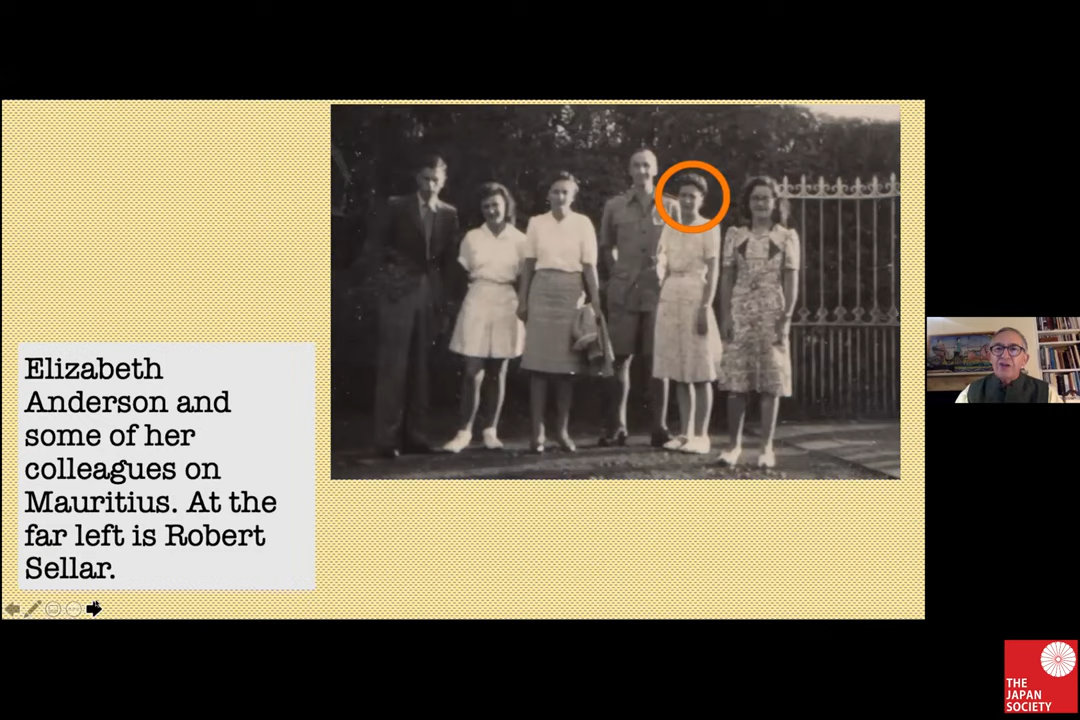 Elizabeth
Anderson and
some of her
colleagues on
Mauritius. At the
far left is Robert
Sellar.
THE
JAPAN
SOCIETY